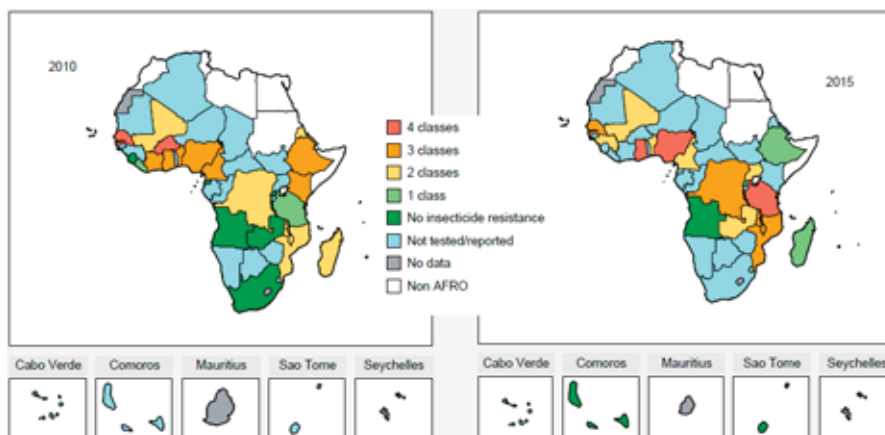 2010
2015
4 classes
3 classes
2 classes
1 class
No insecticide resistance
Not tested/reported
No data
Non AFRO
Cabo Verde
Comoros
Mauritius
Sao Tome
Seychelles
Cabo Verde
Comoros
Mauritius
Sao Tome
Seychelles